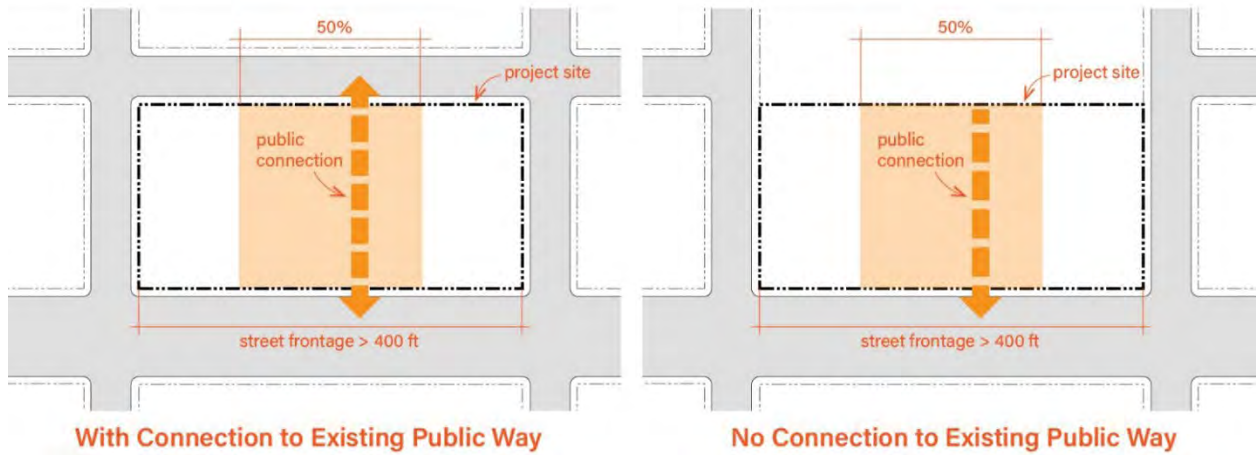 50%
project site
public
connection
street frontage > 400 ft
With Connection to Existing Public Way
50%
project site
public
connection
street frontage > 400 ft
No Connection to Existing Public Way